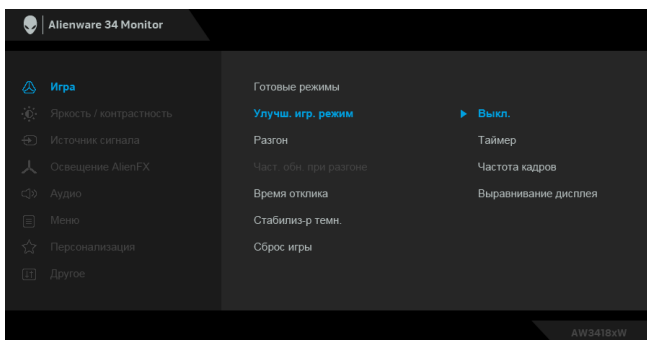 Alienware 34 Monitor
Игра
Яркость / контрастность
Источник сигнала
Освещение AlienFX
Аудио
Меню
Персонализация
Другое
Готовые режимы
Улучш. игр. режим
Разгон
Част. обн. при разгоне
Время отклика
Стабилиз-р темн.
Сброс игры
Выкл.
Таймер
Частота кадров
Выравнивание дисплея
AW3418xW